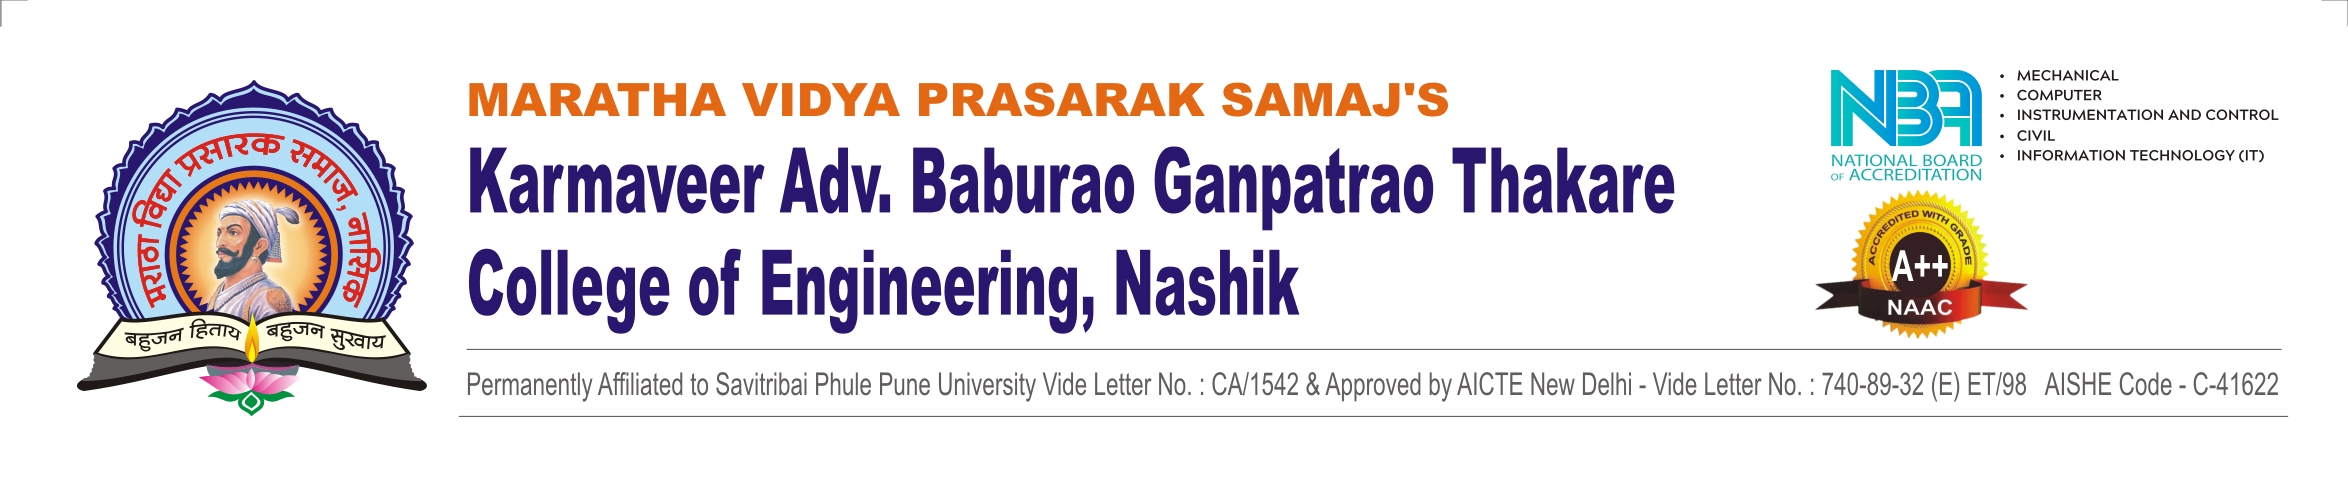 मराठा विद्या प्रसारक समाज, नासिक
बहुजन हिताय बहुजन सुखाय
MARATHA VIDYA PRASARAK SAMAJ'S
Karmaveer Adv. Baburao Ganpatrao Thakare
College of Engineering, Nashik
NBA
NATIONAL BOARD
OF ACCREDITATION
• MECHANICAL
• COMPUTER
• INSTRUMENTATION AND CONTROL
• CIVIL
• INFORMATION TECHNOLOGY (IT)
ACCREDITED WITH GRADE
A++
NAAC
Permanently Affiliated to Savitribai Phule Pune University Vide Letter No. : CA/1542 & Approved by AICTE New Delhi - Vide Letter No. : 740-89-32 (E) ET/98 AISHE Code - C-41622